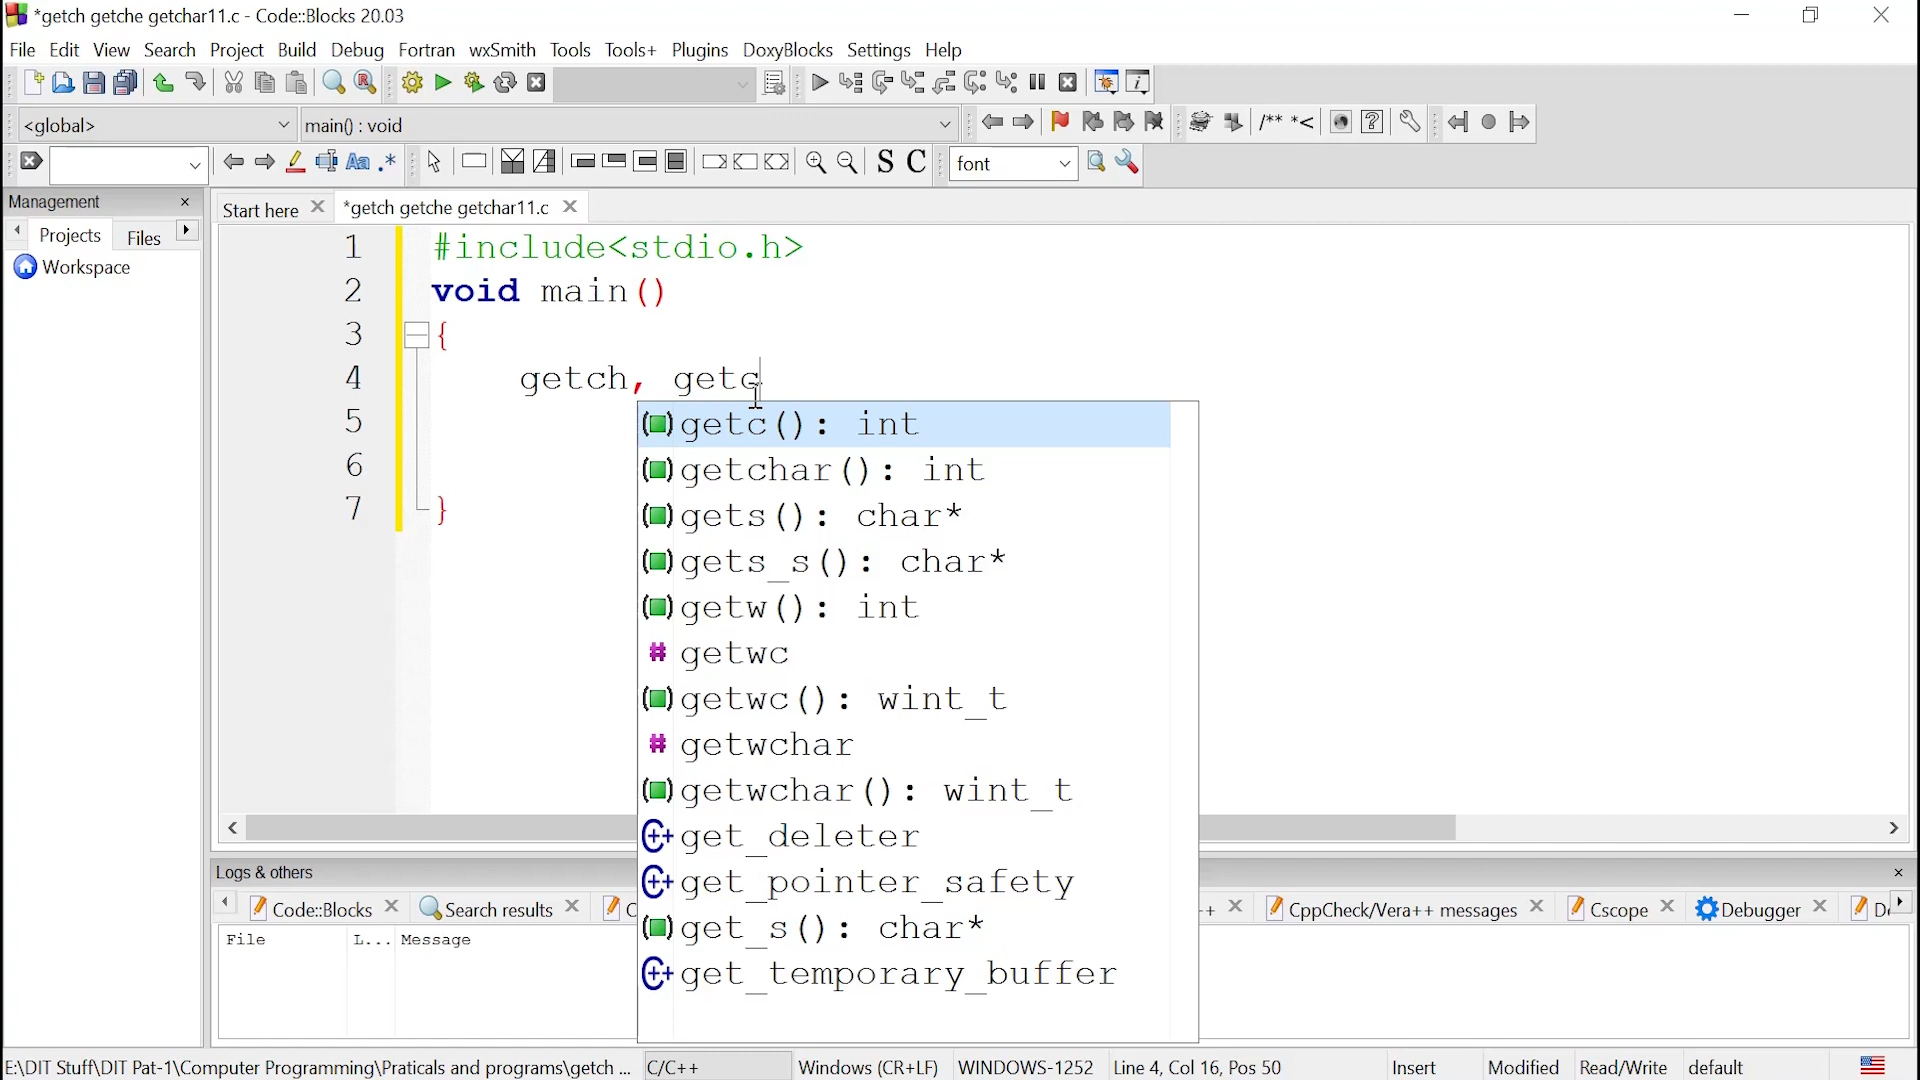 *getch getche getchar11.c - Code::Blocks 20.03
File Edit View Search Project Build Debug Fortran wxSmith Tools Tools+ Plugins DoxyBlocks Settings Help
<global> main() : void /** *<
Aa .* S C font
Management
Projects Files
Workspace
Start here *getch getche getchar11.c
1 #include<stdio.h>
2 void main()
3 {
4 getch, getc
5
6
7 }
getc(): int
getchar(): int
gets(): char*
gets_s(): char*
getw(): int
# getwc
getwc(): wint_t
# getwchar
getwchar(): wint_t
get_deleter
get_pointer_safety
get_s(): char*
get_temporary_buffer
Logs & others
Code::Blocks Search results C ++ CppCheck/Vera++ messages Cscope Debugger
File L... Message
E:\DIT Stuff\DIT Pat-1\Computer Programming\Praticals and programs\getch ... C/C++ Windows (CR+LF) WINDOWS-1252 Line 4, Col 16, Pos 50 Insert Modified Read/Write default